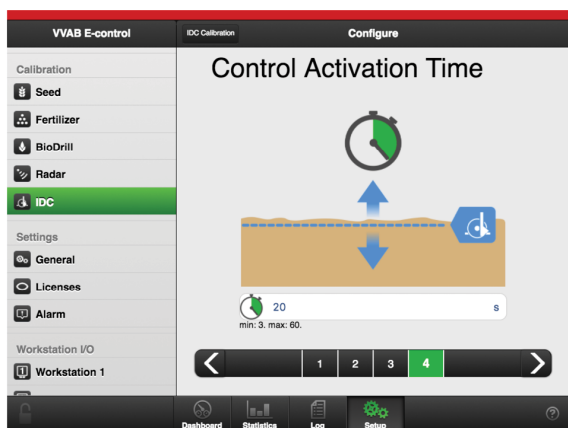 VVAB E-control
IDC Calibration
Configure
Calibration
Seed
Fertilizer
BioDrill
Radar
IDC
Settings
General
Licenses
Alarm
Workstation I/O
Workstation 1
Control Activation Time
20 s
min: 3. max: 60.
1 2 3 4
Dashboard Statistics Log Setup
?